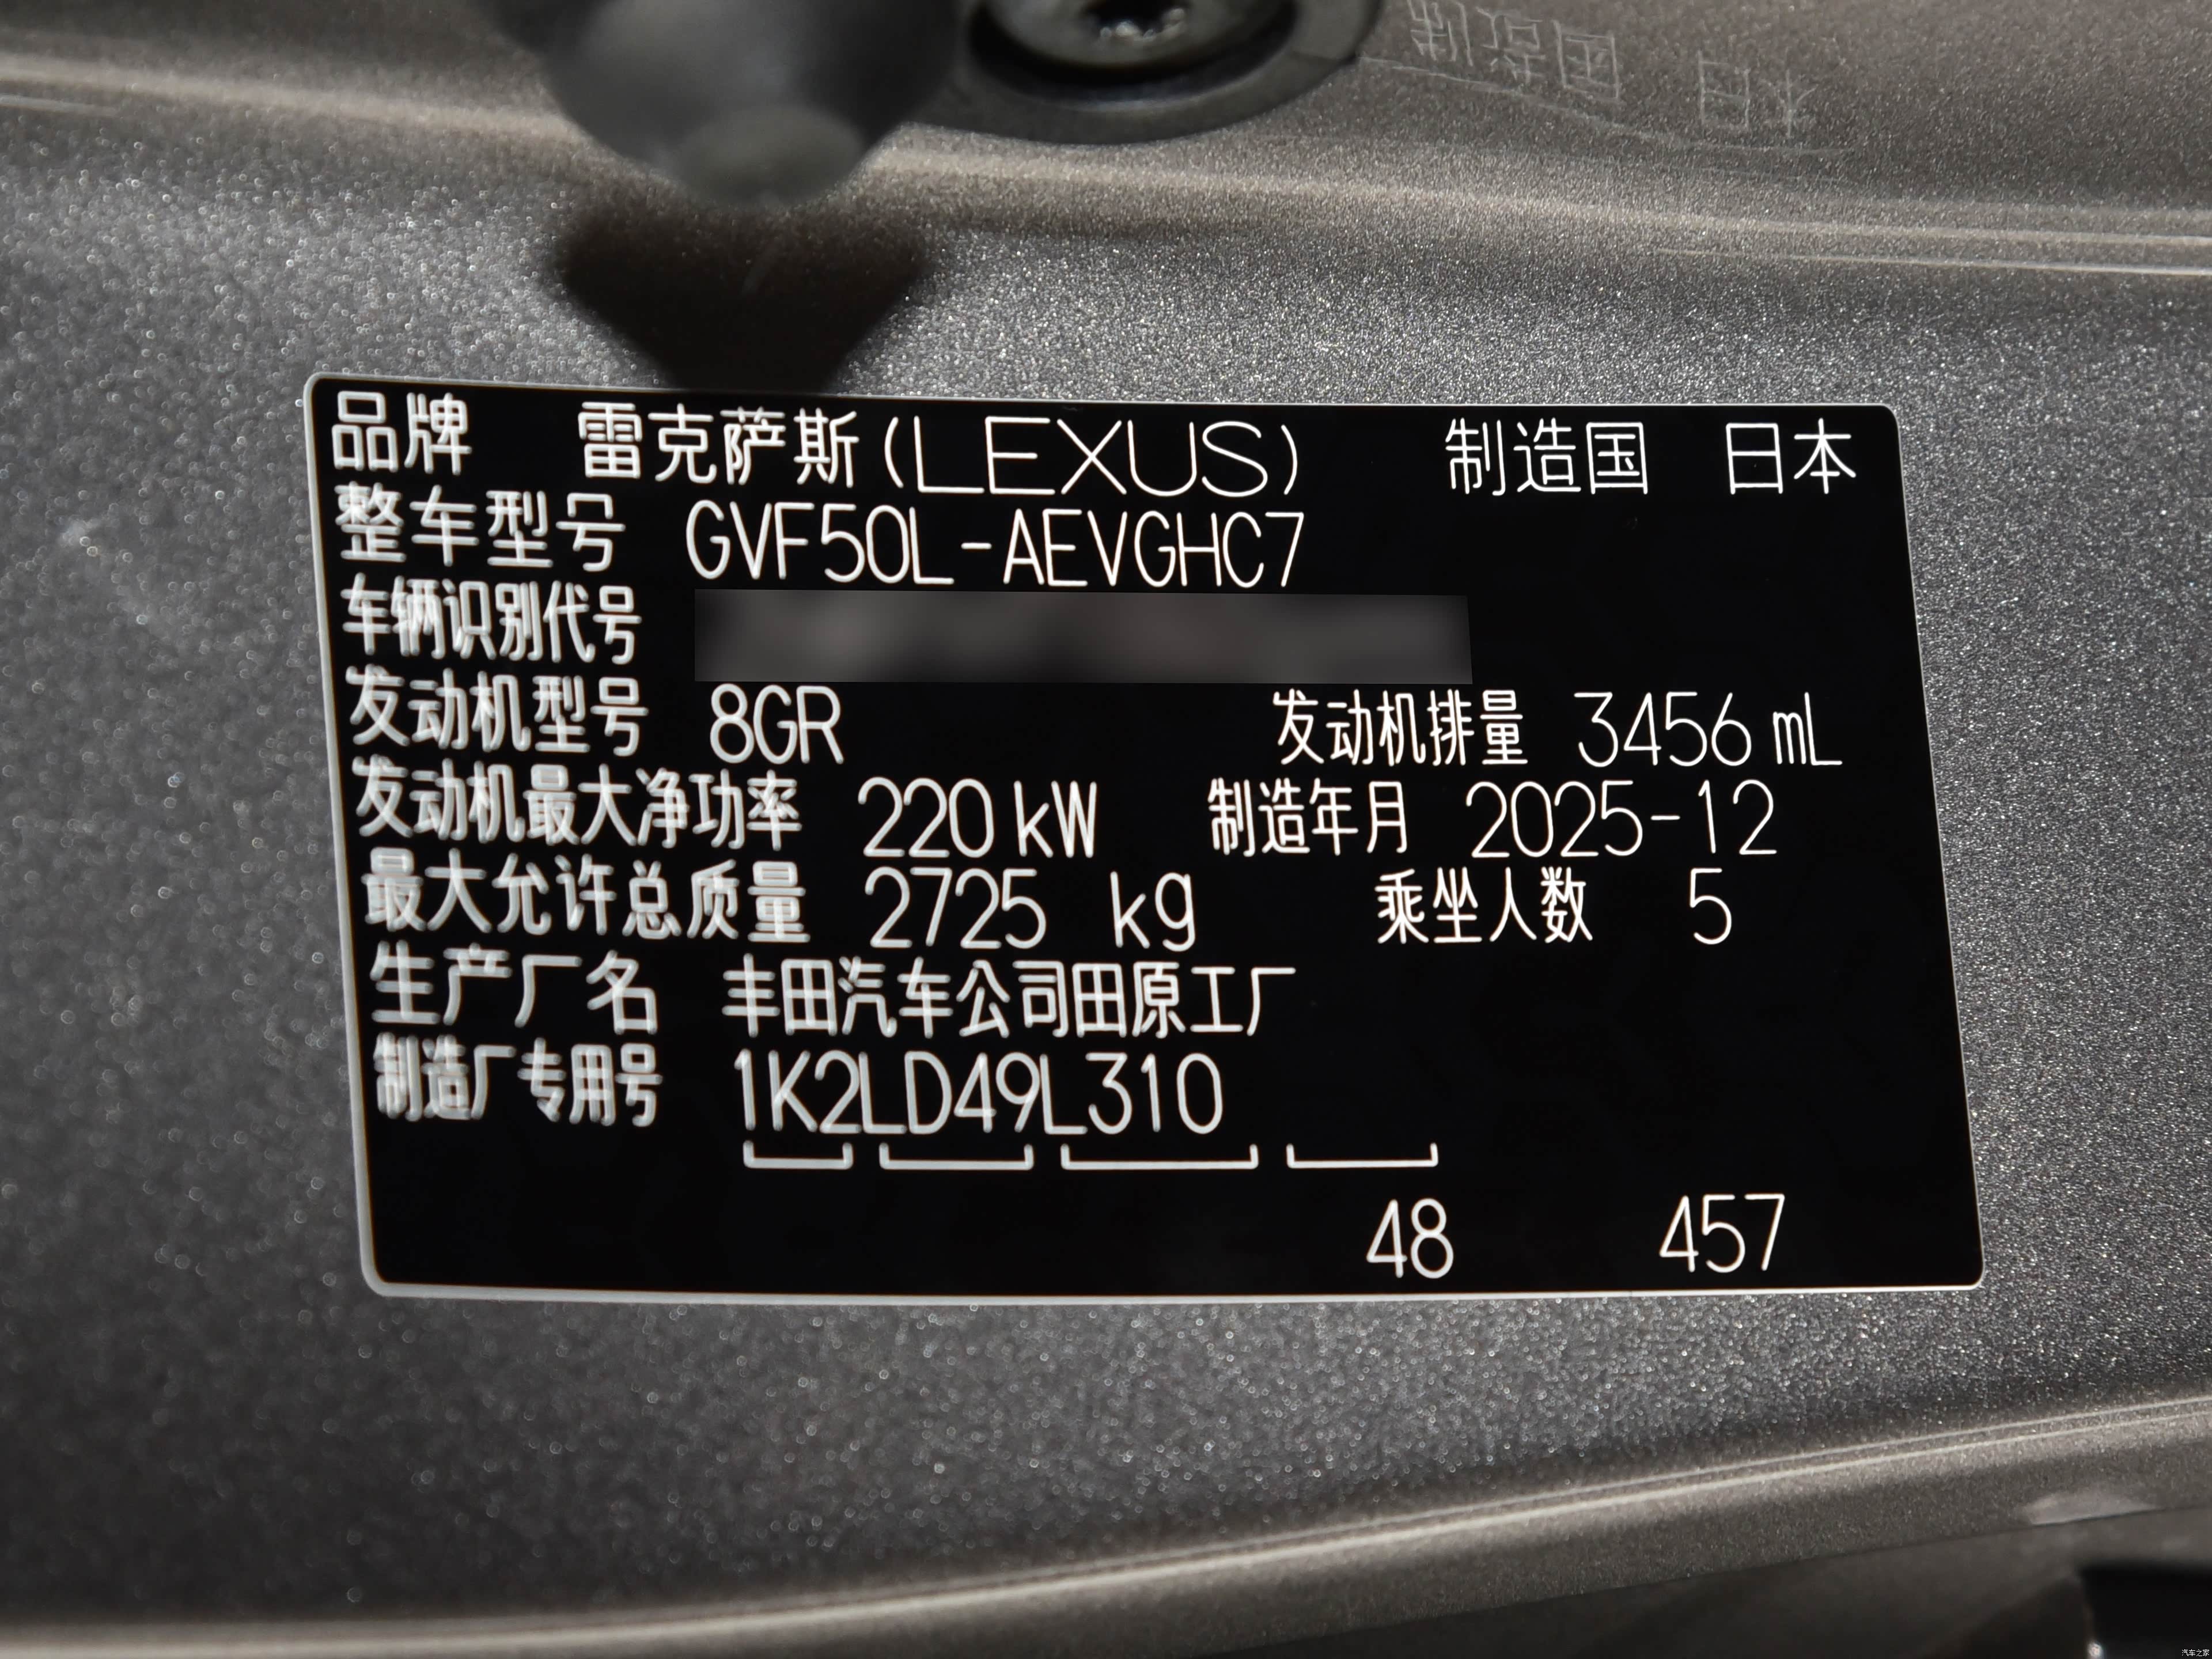 品牌 雷克萨斯(LEXUS) 制造国 日本
整车型号 GVF50L-AEVGHC7
车辆识别代号
发动机型号 8GR 发动机排量 3456 mL
发动机最大净功率 220 kW 制造年月 2025-12
最大允许总质量 2725 kg 乘坐人数 5
生产厂名 丰田汽车公司田原工厂
制造厂专用号 1K2LD49L310
48 457
汽车之家